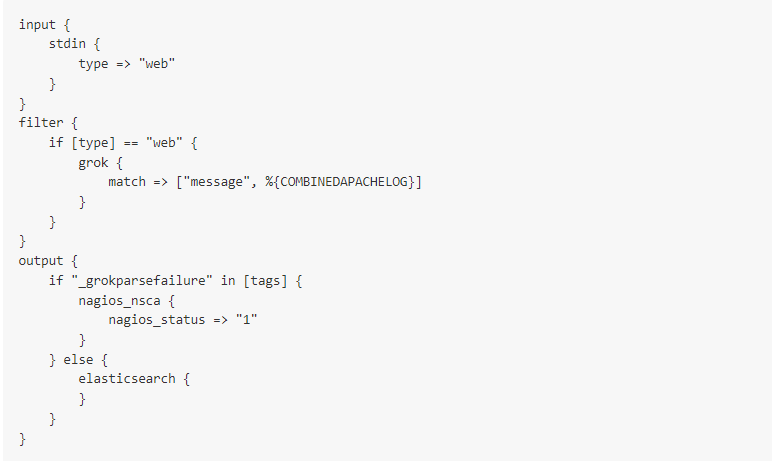 input {
    stdin {
        type => "web"
    }
}
filter {
    if [type] == "web" {
        grok {
            match => ["message", %{COMBINEDAPACHELOG}]
        }
    }
}
output {
    if "_grokparsefailure" in [tags] {
        nagios_nsca {
            nagios_status => "1"
        }
    } else {
        elasticsearch {
        }
    }
}